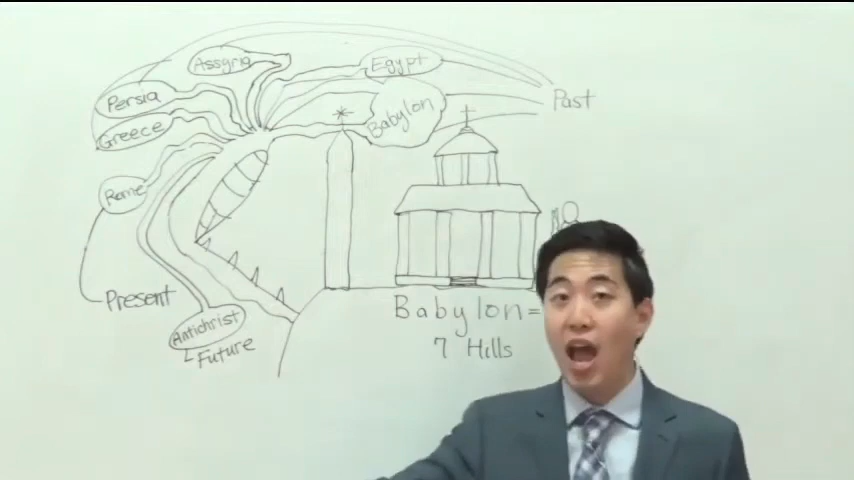 Assyria
Egypt
Persia
Babylon
Past
Greece
Rome
Present
Babylon=
7 Hills
Antichrist
Future